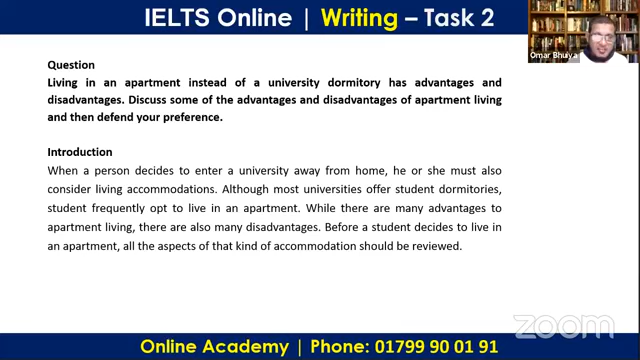 IELTS Online | Writing – Task 2
Omar Bhuiya
Question
Living in an apartment instead of a university dormitory has advantages and
disadvantages. Discuss some of the advantages and disadvantages of apartment living
and then defend your preference.
Introduction
When a person decides to enter a university away from home, he or she must also
consider living accommodations. Although most universities offer student dormitories,
student frequently opt to live in an apartment. While there are many advantages to
apartment living, there are also many disadvantages. Before a student decides to live in
an apartment, all the aspects of that kind of accommodation should be reviewed.
zoom
Online Academy | Phone: 01799 90 01 91